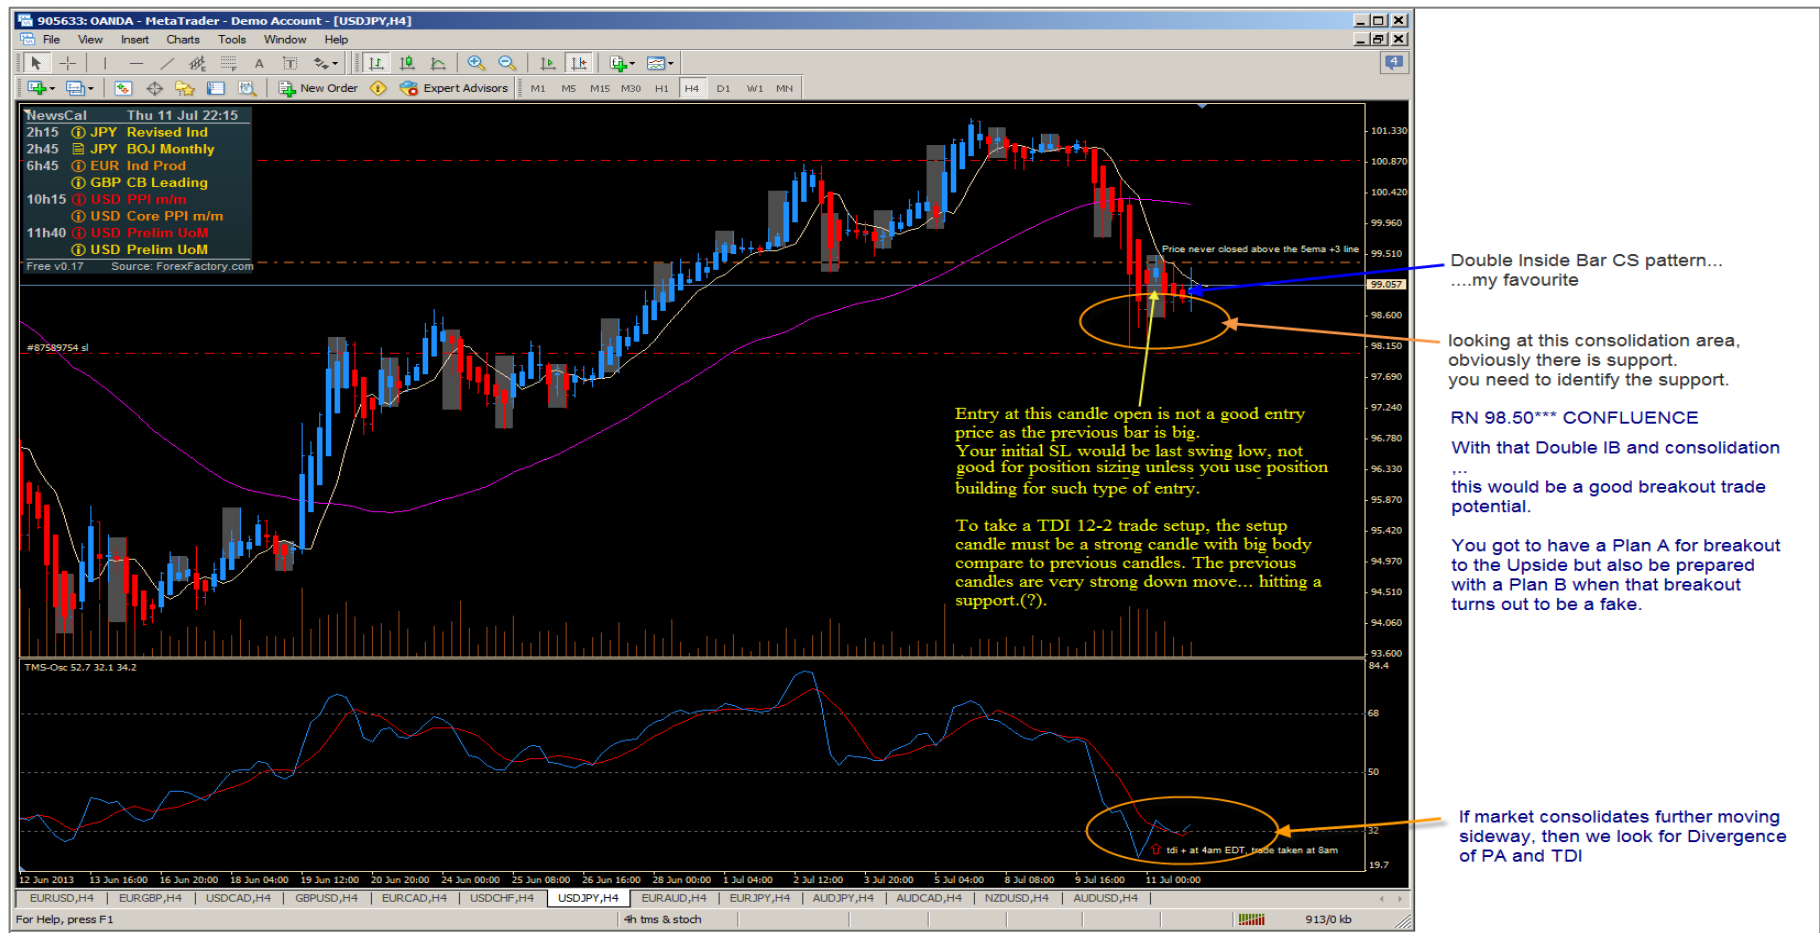 905633: OANDA - MetaTrader - Demo Account - [USDJPY,H4]
File View Insert Charts Tools Window Help
4
New Order Expert Advisors M1 M5 M15 M30 H1 H4 D1 W1 MN
NewsCal Thu 11 Jul 22:15
2h15 JPY Revised Ind
2h45 JPY BOJ Monthly
6h45 EUR Ind Prod
GBP CB Leading
10h15 USD PPI m/m
USD Core PPI m/m
11h40 USD Prelim UoM
USD Prelim UoM
Free v0.17 Source: ForexFactory.com
101.330
100.870
100.420
99.960
99.510
99.057
98.600
98.150
97.690
97.240
96.780
96.330
95.870
95.420
94.970
94.510
94.060
93.600
Price never closed above the 5ema +3 line
#87589754 sl
Entry at this candle open is not a good entry
price as the previous bar is big.
Your initial SL would be last swing low, not
good for position sizing unless you use position
building for such type of entry.
To take a TDI 12-2 trade setup, the setup
candle must be a strong candle with big body
compare to previous candles. The previous
candles are very strong down move... hitting a
support.(?).
Double Inside Bar CS pattern...
....my favourite
looking at this consolidation area,
obviously there is support.
you need to identify the support.
RN 98.50*** CONFLUENCE
With that Double IB and consolidation
,..
this would be a good breakout trade
potential.
You got to have a Plan A for breakout
to the Upside but also be prepared
with a Plan B when that breakout
turns out to be a fake.
TMS-Osc 52.7 32.1 34.2
84.4
68
50
32
19.7
tdi + at 4am EDT, trade taken at 8am
If market consolidates further moving
sideway, then we look for Divergence
of PA and TDI
12 Jun 2013 13 Jun 16:00 16 Jun 20:00 18 Jun 04:00 19 Jun 12:00 20 Jun 20:00 24 Jun 00:00 25 Jun 08:00 26 Jun 16:00 28 Jun 00:00 1 Jul 04:00 2 Jul 12:00 3 Jul 20:00 5 Jul 04:00 8 Jul 08:00 9 Jul 16:00 11 Jul 00:00
EURUSD,H4 EURGBP,H4 USDCAD,H4 GBPUSD,H4 EURCAD,H4 USDCHF,H4 USDJPY,H4 EURAUD,H4 EURJPY,H4 AUDJPY,H4 AUDCAD,H4 NZDUSD,H4 AUDUSD,H4
For Help, press F1 4h tms & stoch 913/0 kb